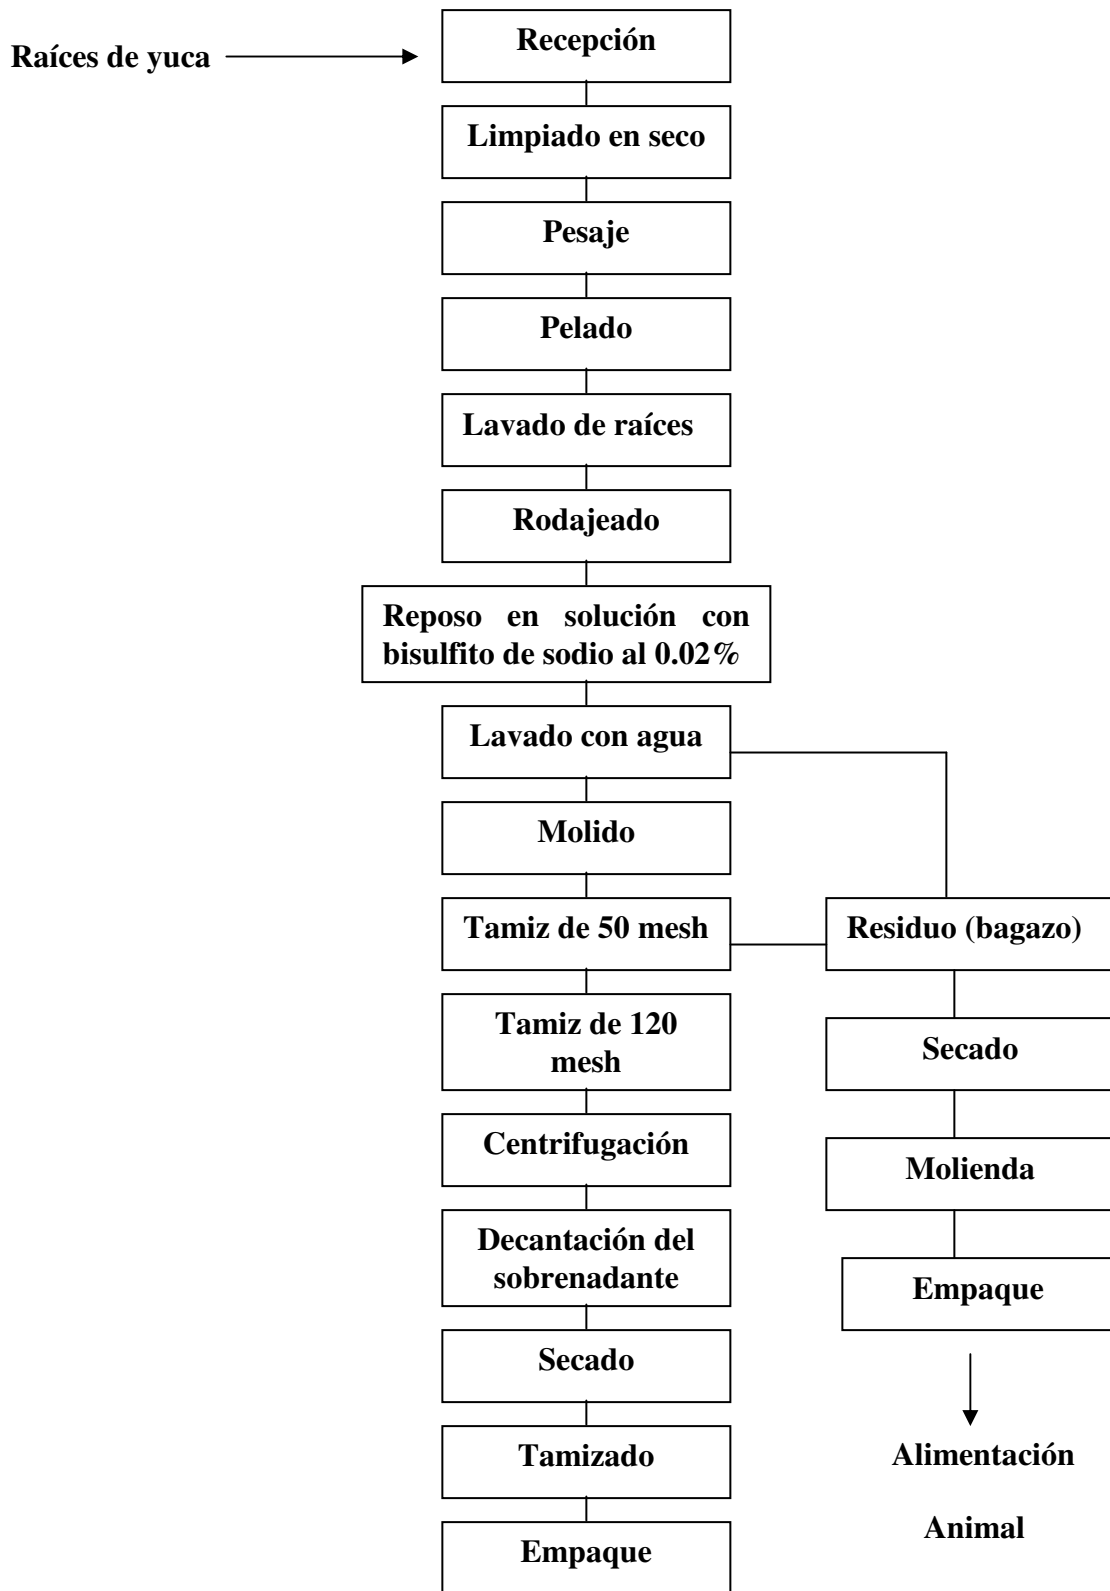 Raíces de yuca
Recepción
Limpiado en seco
Pesaje
Pelado
Lavado de raíces
Rodajeado
Reposo en solución con
bisulfito de sodio al 0.02%
Lavado con agua
Molido
Tamiz de 50 mesh
Tamiz de 120
mesh
Centrifugación
Decantación del
sobrenadante
Secado
Tamizado
Empaque
Residuo (bagazo)
Secado
Molienda
Empaque
Alimentación
Animal